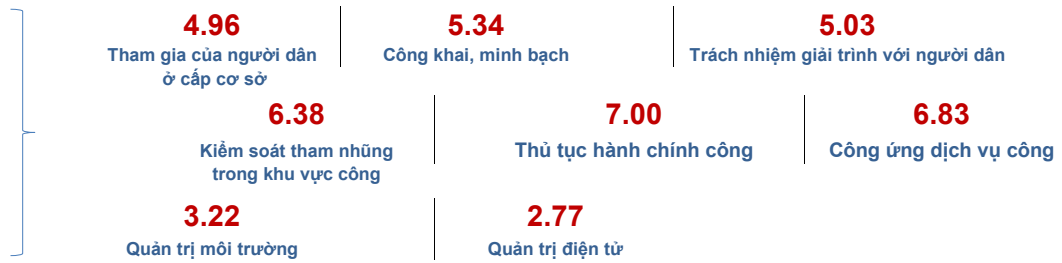 4.96
Tham gia của người dân
ở cấp cơ sở
5.34
Công khai, minh bạch
5.03
Trách nhiệm giải trình với người dân
6.38
Kiểm soát tham nhũng
trong khu vực công
7.00
Thủ tục hành chính công
6.83
Công ứng dịch vụ công
3.22
Quản trị môi trường
2.77
Quản trị điện tử